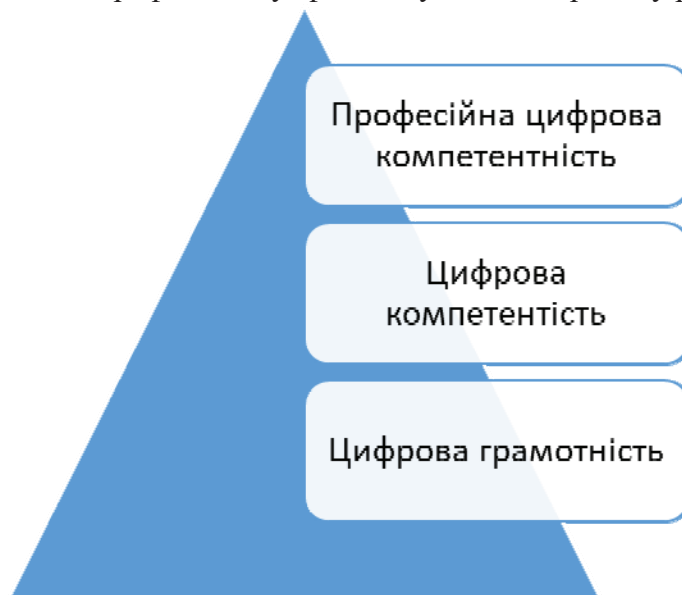 Професійна цифрова
компетентність
Цифрова
компетентість
Цифрова грамотність